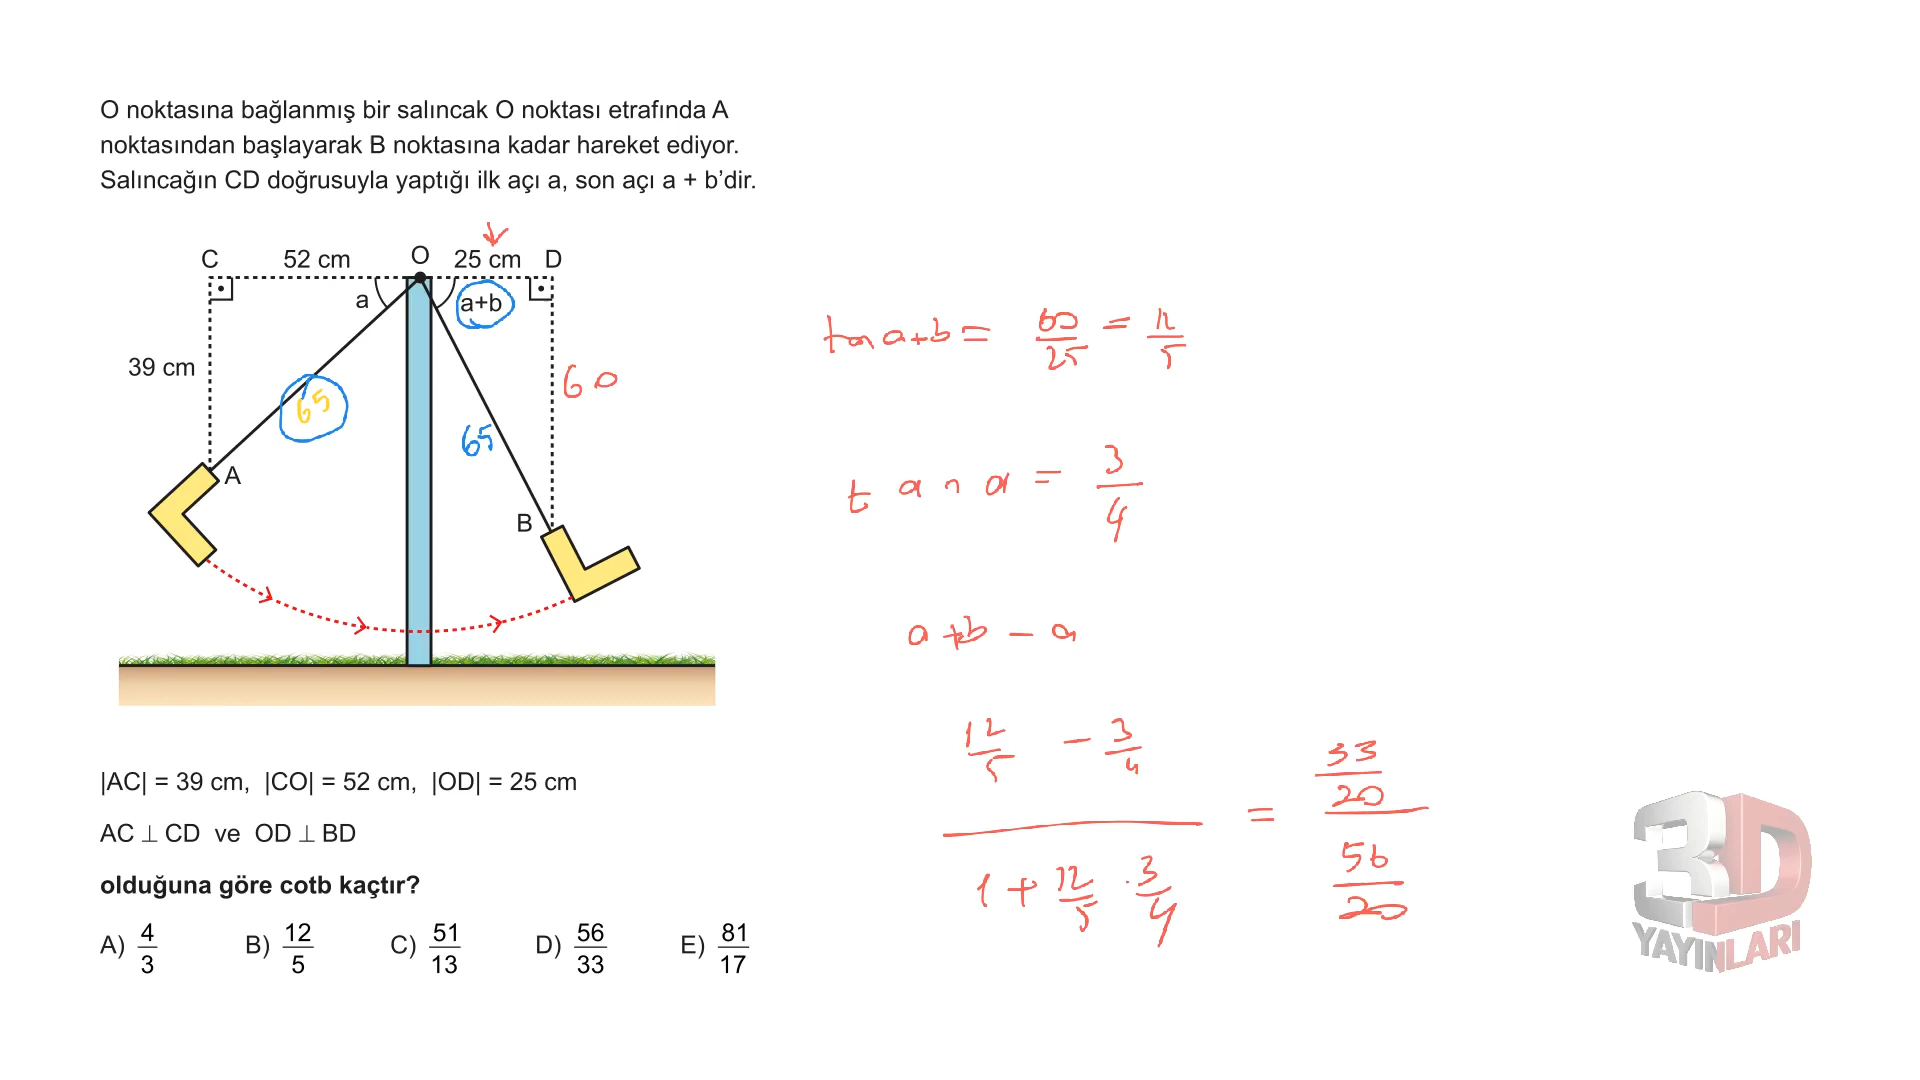 O noktasına bağlanmış bir salıncak O noktası etrafında A
noktasından başlayarak B noktasına kadar hareket ediyor.
Salıncağın CD doğrusuyla yaptığı ilk açı a, son açı a + b’dir.
C 52 cm O 25 cm D
a a+b
39 cm
60
65
65
A
B
|AC| = 39 cm, |CO| = 52 cm, |OD| = 25 cm
AC ⊥ CD ve OD ⊥ BD
olduğuna göre cotb kaçtır?
A) 4/3 B) 12/5 C) 51/13 D) 56/33 E) 81/17
tan a+b = 60/25 = 12/5
tan a = 3/4
a+b - a
12/5 - 3/4
1 + 12/5 . 3/4
= 33/20
56/20
3D
YAYINLARI